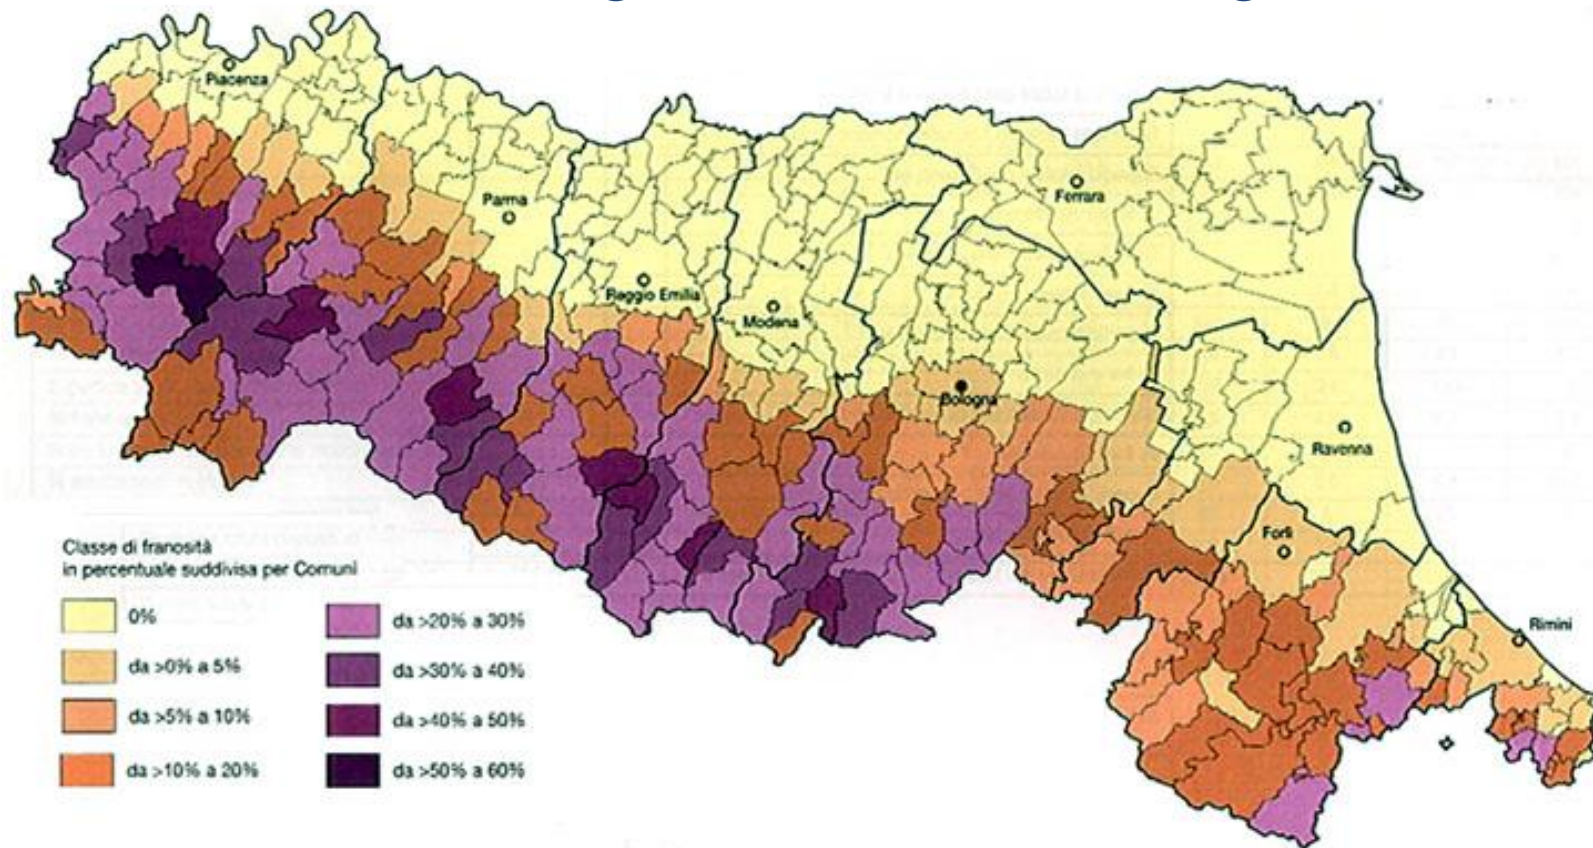 Piacenza
Parma
Ferrara
Reggio Emilia
Modena
Bologna
Ravenna
Forlì
Rimini
Classe di franosità
in percentuale suddivisa per Comuni
0%
da >0% a 5%
da >5% a 10%
da >10% a 20%
da >20% a 30%
da >30% a 40%
da >40% a 50%
da >50% a 60%